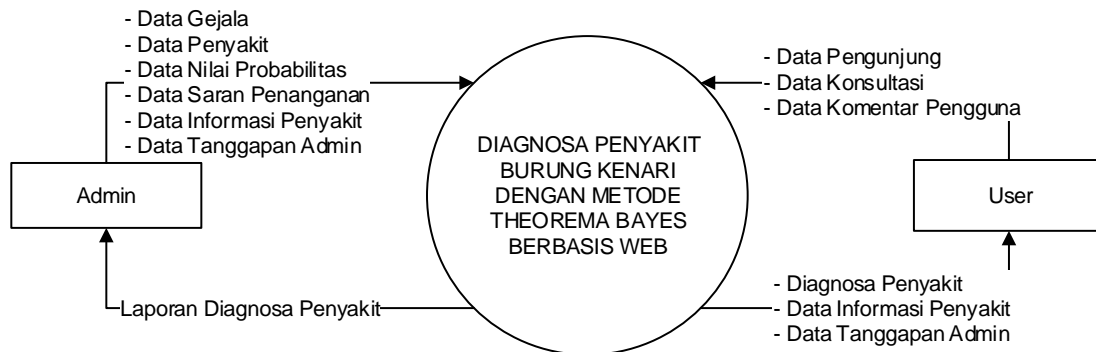 - Data Gejala
- Data Penyakit
- Data Nilai Probabilitas
- Data Saran Penanganan
- Data Informasi Penyakit
- Data Tanggapan Admin
Admin
Laporan Diagnosa Penyakit
DIAGNOSA PENYAKIT
BURUNG KENARI
DENGAN METODE
THEOREMA BAYES
BERBASIS WEB
- Data Pengunjung
- Data Konsultasi
- Data Komentar Pengguna
User
- Diagnosa Penyakit
- Data Informasi Penyakit
- Data Tanggapan Admin